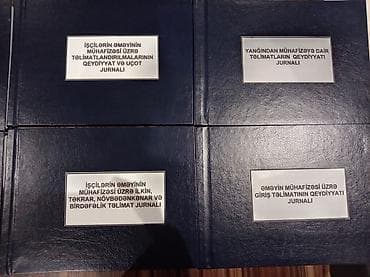 İŞÇİLƏRİN ƏMƏYİNİN
MÜHAFİZƏSİ ÜZRƏ
TƏLİMATLANDIRILMALARININ
QEYDİYYAT VƏ UÇOT
JURNALI
YANĞINDAN MÜHAFİZƏYƏ DAİR
TƏLİMATLARIN QEYDİYYATI
JURNALI
İŞÇİLƏRİN ƏMƏYİNİN
MÜHAFİZƏSİ ÜZRƏ İLKİN,
TƏKRAR, NÖVBƏDƏNKƏNAR VƏ
BİRDƏFƏLİK TƏLİMAT JURNALI
ƏMƏYİN MÜHAFİZƏSİ ÜZRƏ
GİRİŞ TƏLİMATININ QEYDİYYATI
JURNALI